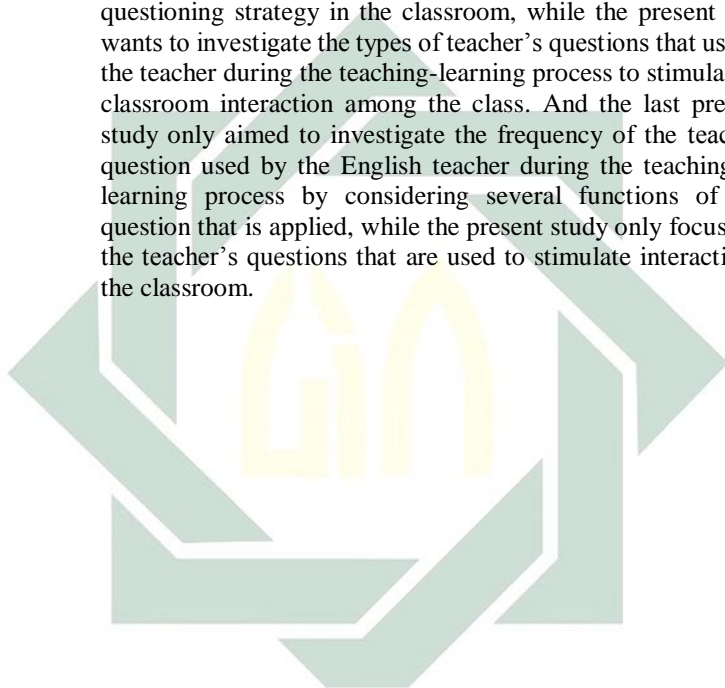 questioning strategy in the classroom, while the present
wants to investigate the types of teacher's questions that us
the teacher during the teaching-learning process to stimula
classroom interaction among the class. And the last pre
study only aimed to investigate the frequency of the teac
question used by the English teacher during the teaching
learning process by considering several functions of
question that is applied, while the present study only focus
the teacher's questions that are used to stimulate interacti
the classroom.